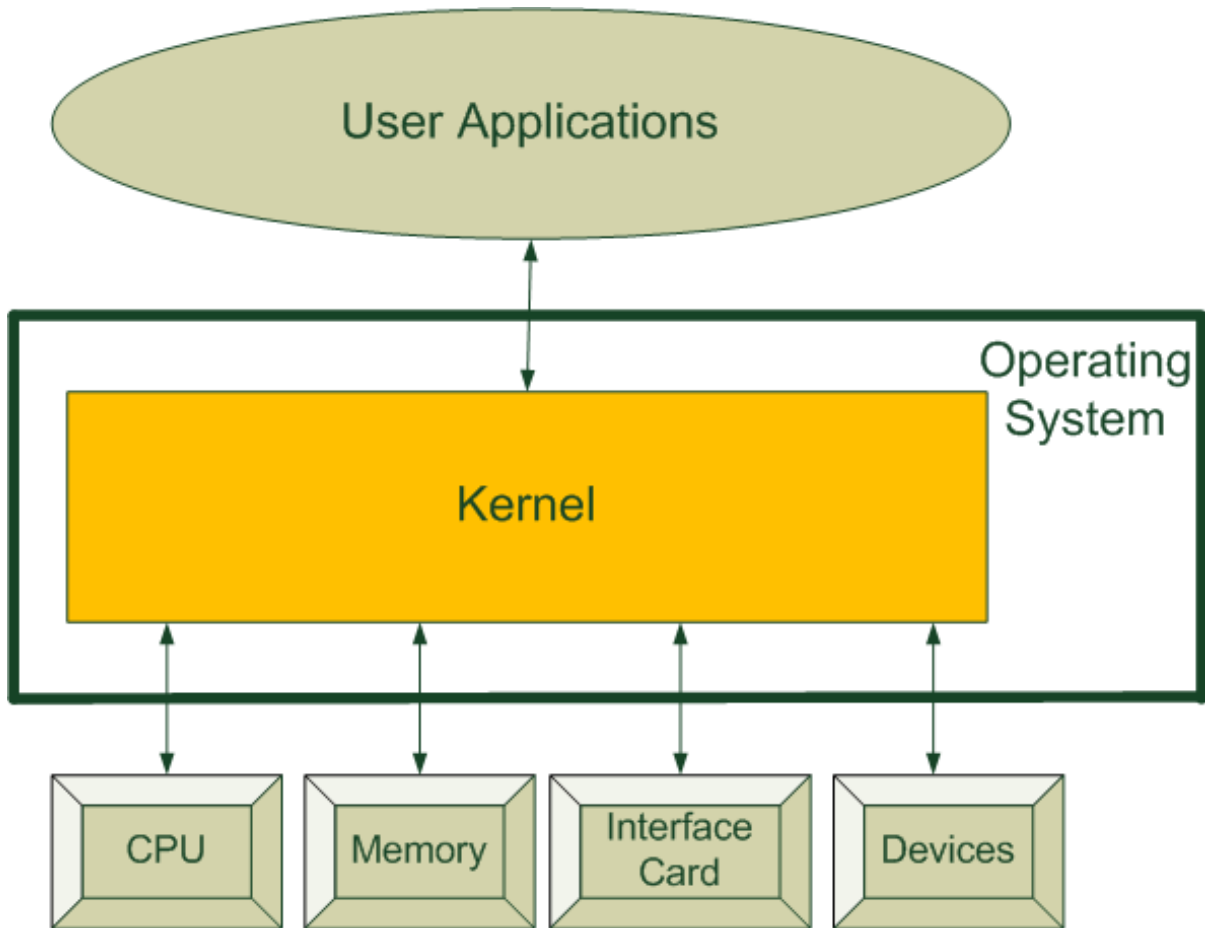 User Applications
Operating
System
Kernel
CPU
Memory
Interface
Card
Devices